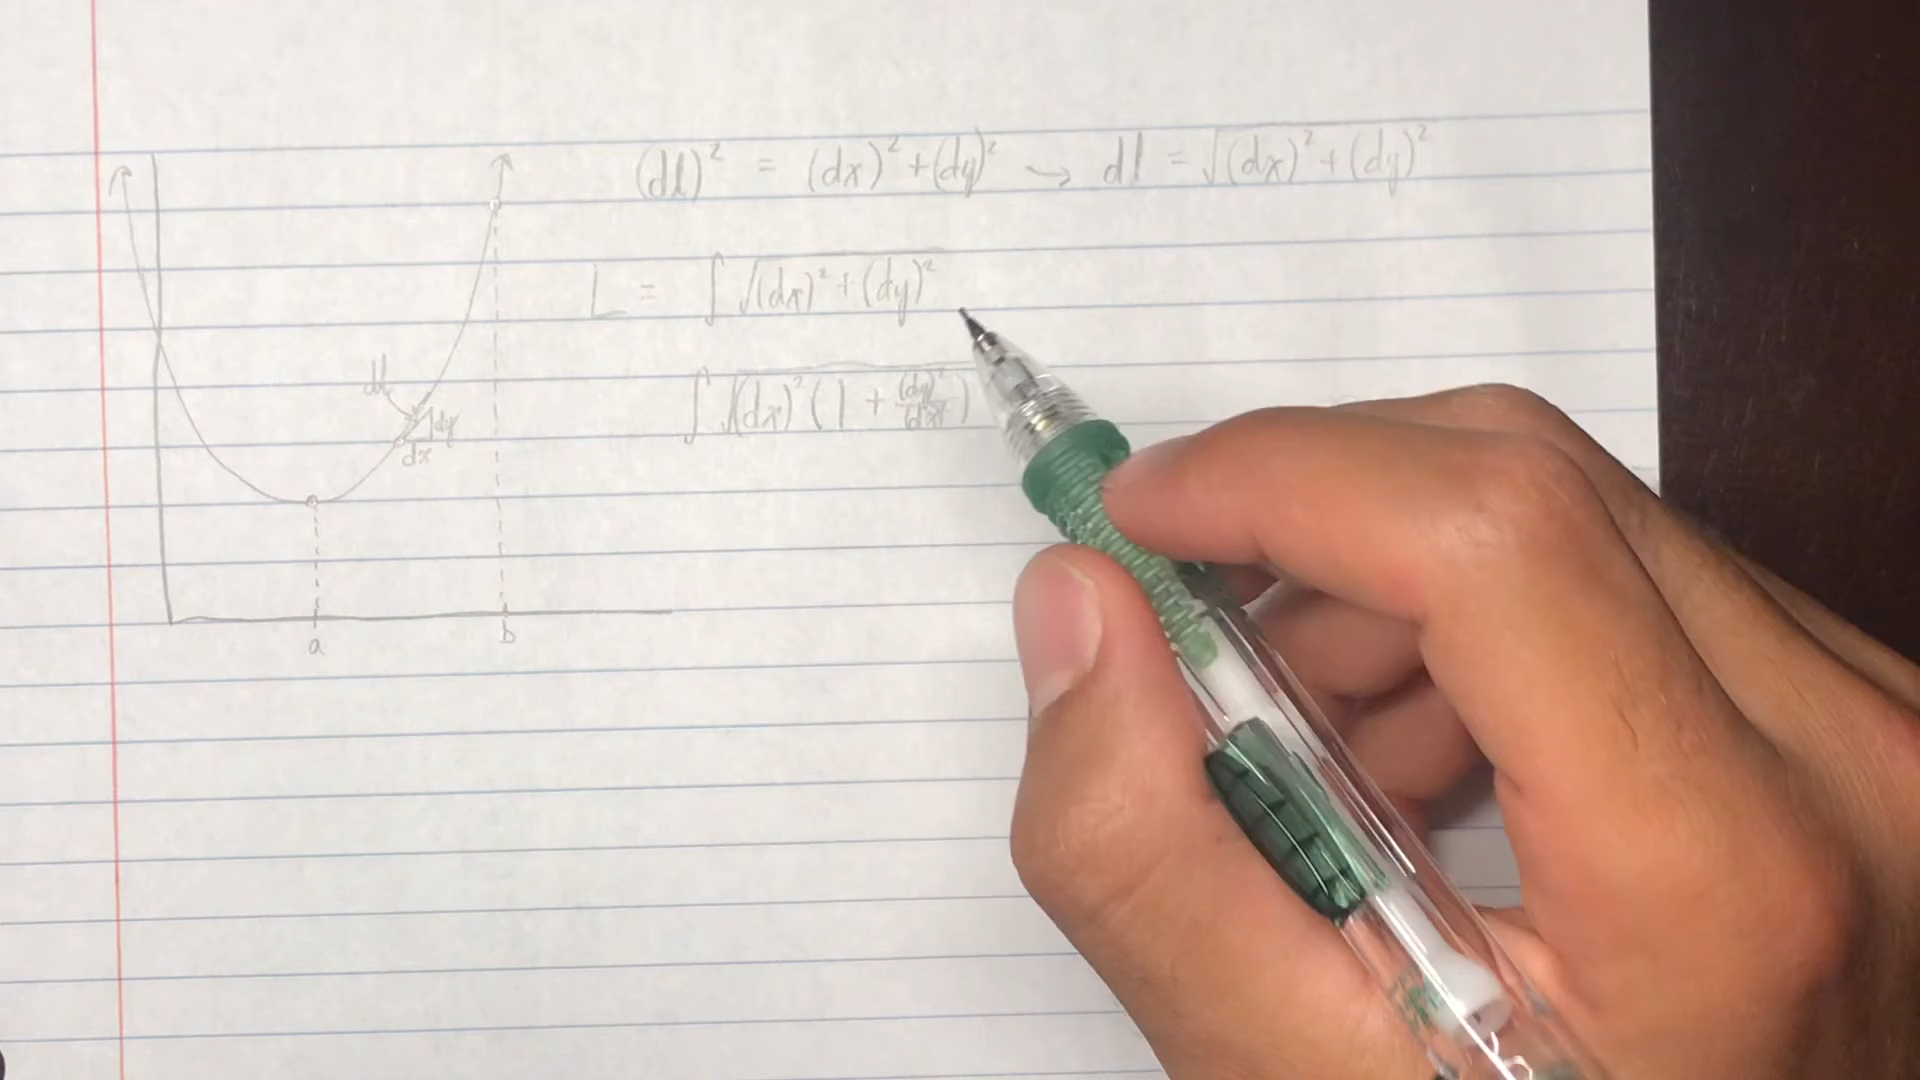 (dl)² = (dx)² + (dy)² → dl = √(dx)² + (dy)²
L = ∫ √(dx)² + (dy)²
∫ √(dx)² (1 + (dy)²/(dx)²)
dl
dy
dx
a b